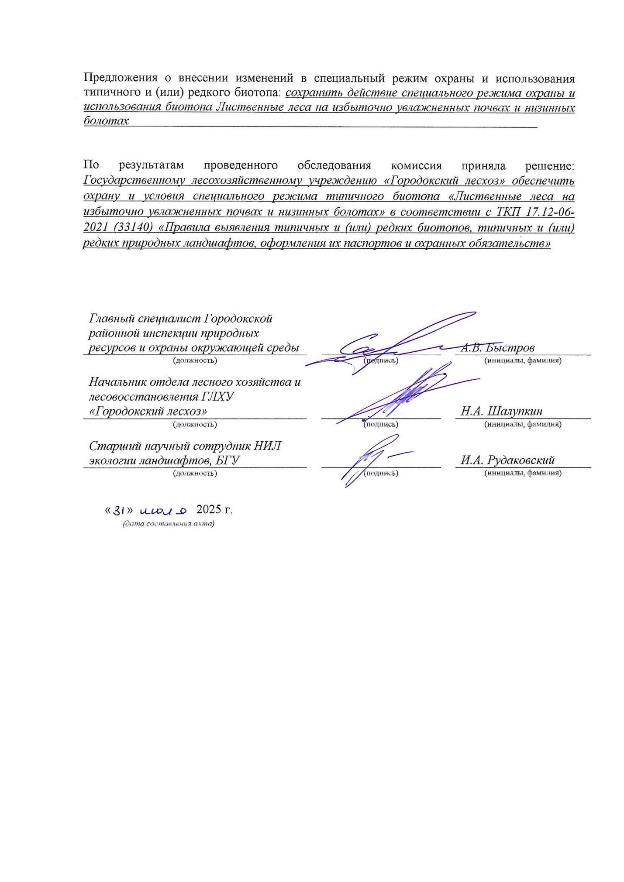 Предложения о внесении изменений в специальный режим охраны и использования
типичного и (или) редкого биотопа: сохранить действие специального режима охраны и
использования биотопа Лиственные леса на избыточно увлажненных почвах и низинных
болотах
По результатам проведенного обследования комиссия приняла решение:
Государственному лесохозяйственному учреждению «Городокский лесхоз» обеспечить
охрану и условия специального режима типичного биотопа «Лиственные леса на
избыточно увлажненных почвах и низинных болотах» в соответствии с ТКП 17.12-06-
2021 (33140) «Правила выявления типичных и (или) редких биотопов, типичных и (или)
редких природных ландшафтов, оформления их паспортов и охранных обязательств»
Главный специалист Городокской
районной инспекции природных
ресурсов и охраны окружающей среды А.В. Быстров
(должность) (подпись) (инициалы, фамилия)
Начальник отдела лесного хозяйства и
лесовосстановления ГЛХУ
«Городокский лесхоз» Н.А. Шалупкин
(должность) (подпись) (инициалы, фамилия)
Старший научный сотрудник НИЛ
экологии ландшафтов, БГУ И.А. Рудаковский
(должность) (подпись) (инициалы, фамилия)
«31» июля 2025 г.
(дата составления акта)